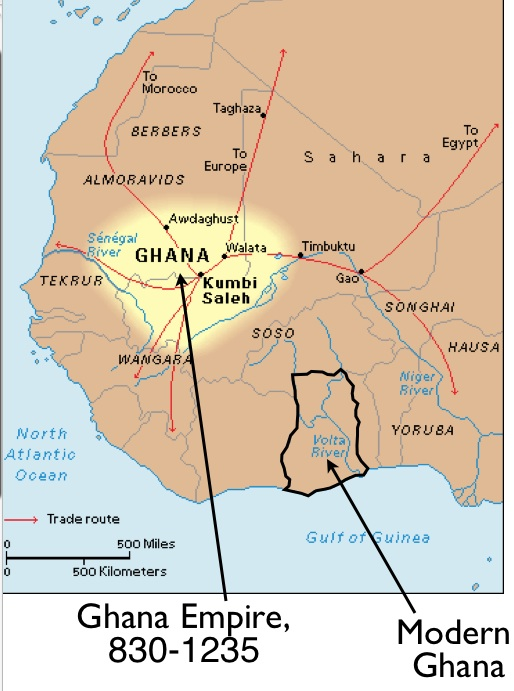 To
Morocco
Taghaza
BERBERS
To
Europe
To
Egypt
Sahara
ALMORAVIDS
Awdaghust
Sénégal
River
GHANA
Walata
Timbuktu
TEKRUR
Kumbi
Saleh
Gao
SONGHAI
SOSO
HAUSA
WANGARA
Niger
River
North
Atlantic
Ocean
Volta
River
YORUBA
Trade route
Gulf of Guinea
0 500 Miles
0 500 Kilometers
Ghana Empire,
830-1235
Modern
Ghana